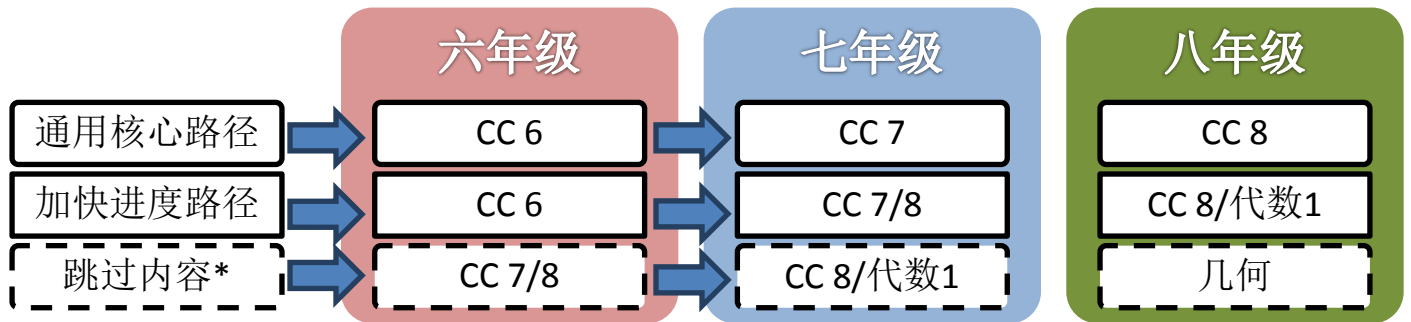 六年级 七年级 八年级
通用核心路径 CC 6 CC 7 CC 8
加快进度路径 CC 6 CC 7/8 CC 8/代数1
跳过内容* CC 7/8 CC 8/代数1 几何